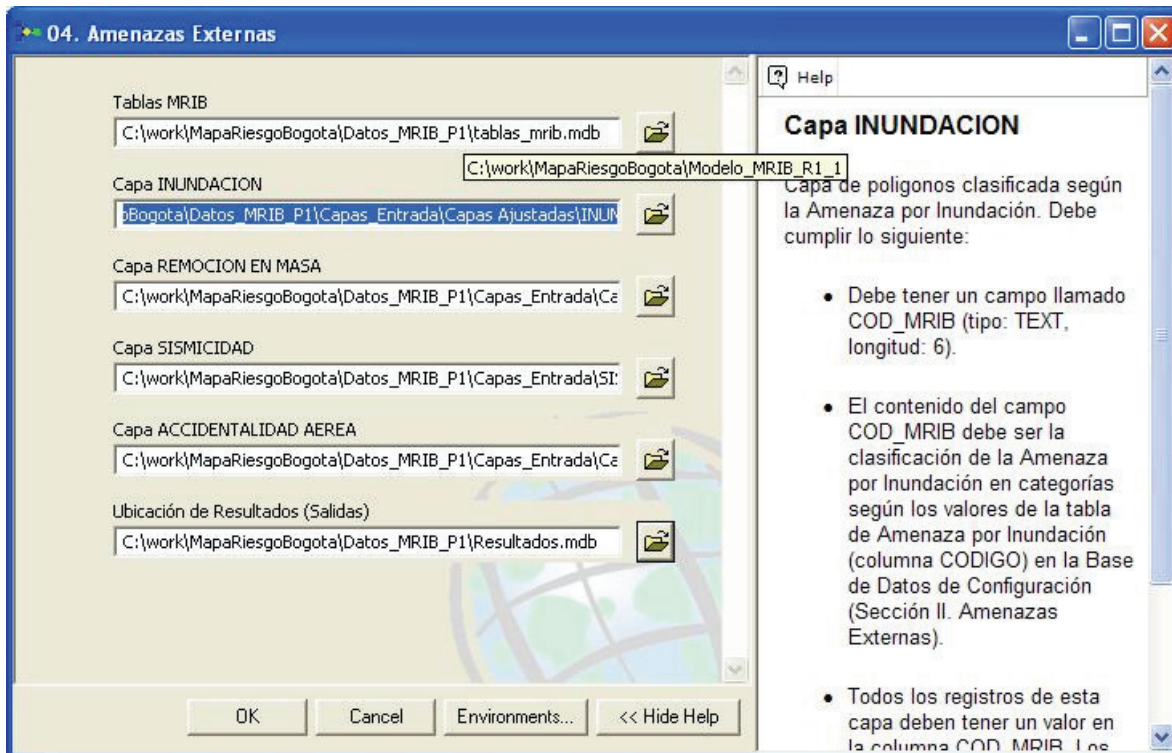 04. Amenazas Externas
Tablas MRIB
C:\work\MapaRiesgoBogota\Datos_MRIB_P1\tablas_mrib.mdb
C:\work\MapaRiesgoBogota\Modelo_MRIB_R1_1
Capa INUNDACION
oBogota\Datos_MRIB_P1\Capas_Entrada\Capas Ajustadas\INUN
Capa REMOCION EN MASA
C:\work\MapaRiesgoBogota\Datos_MRIB_P1\Capas_Entrada\Ca
Capa SISMICIDAD
C:\work\MapaRiesgoBogota\Datos_MRIB_P1\Capas_Entrada\SI
Capa ACCIDENTALIDAD AEREA
C:\work\MapaRiesgoBogota\Datos_MRIB_P1\Capas_Entrada\Ca
Ubicación de Resultados (Salidas)
C:\work\MapaRiesgoBogota\Datos_MRIB_P1\Resultados.mdb
OK
Cancel
Environments...
<< Hide Help
Help
Capa INUNDACION
Capa de poligonos clasificada según
la Amenaza por Inundación. Debe
cumplir lo siguiente:
• Debe tener un campo llamado
COD_MRIB (tipo: TEXT,
longitud: 6).
• El contenido del campo
COD_MRIB debe ser la
clasificación de la Amenaza
por Inundación en categorías
según los valores de la tabla
de Amenaza por Inundación
(columna CODIGO) en la Base
de Datos de Configuración
(Sección II. Amenazas
Externas).
• Todos los registros de esta
capa deben tener un valor en
la columna COD_MRIB. Los